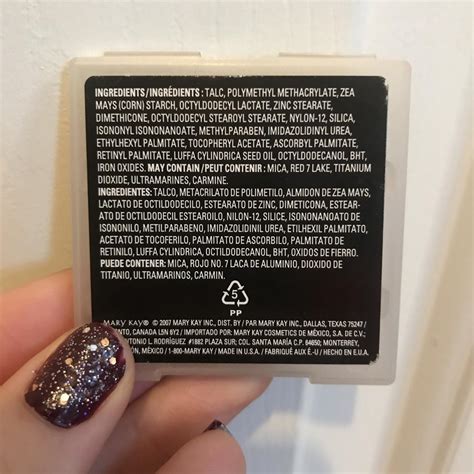 INGREDIENTS/INGRÉDIENTS : TALC, POLYMETHYL METHACRYLATE, ZEA
MAYS (CORN) STARCH, OCTYLDODECYL LACTATE, ZINC STEARATE,
DIMETHICONE, OCTYLDODECYL STEAROYL STEARATE, NYLON-12, SILICA,
ISONONYL ISONONANOATE, METHYLPARABEN, IMIDAZOLIDINYL UREA,
ETHYLHEXYL PALMITATE, TOCOPHERYL ACETATE, ASCORBYL PALMITATE,
RETINYL PALMITATE, LUFFA CYLINDRICA SEED OIL, OCTYLDODECANOL, BHT,
IRON OXIDES. MAY CONTAIN /PEUT CONTENIR : MICA, RED 7 LAKE, TITANIUM
DIOXIDE, ULTRAMARINES, CARMINE.
INGREDIENTES: TALCO, METACRILATO DE POLIMETILO, ALMIDON DE ZEA MAYS,
LACTATO DE OCTILDODECILO, ESTEARATO DE ZINC, DIMETICONA, ESTEAR-
ATO DE OCTILDODECIL ESTEAROILO, NILON-12, SILICE, ISONONANOATO DE
ISONONILO, METILPARABENO, IMIDAZOLIDINIL UREA, ETILHEXIL PALMITATO,
ACETATO DE TOCOFERILO, PALMITATO DE ASCORBILO, PALMITATO DE
RETINILO, LUFFA CYLINDRICA, OCTILDODECANOL, BHT, OXIDOS DE FIERRO.
PUEDE CONTENER: MICA, ROJO NO. 7 LACA DE ALUMINIO, DIOXIDO DE
TITANIO, ULTRAMARINOS, CARMIN.
5
PP
MARY KAY ® © 2007 MARY KAY INC., DIST. BY / PAR MARY KAY INC., DALLAS, TEXAS 75247 /
CANADA L5N 6Y2 / IMPORTADO POR: MARY KAY COSMETICS DE MÉXICO, S.A. DE C.V.
ANTONIO L. RODRÍGUEZ #1882 PLAZA SUR; COL. SANTA MARÍA C.P. 64650; MONTERREY,
MÉXICO / 1-800-MARY KAY / MADE IN U.S.A. / FABRIQUÉ AUX É.-U / HECHO EN E.U.A.